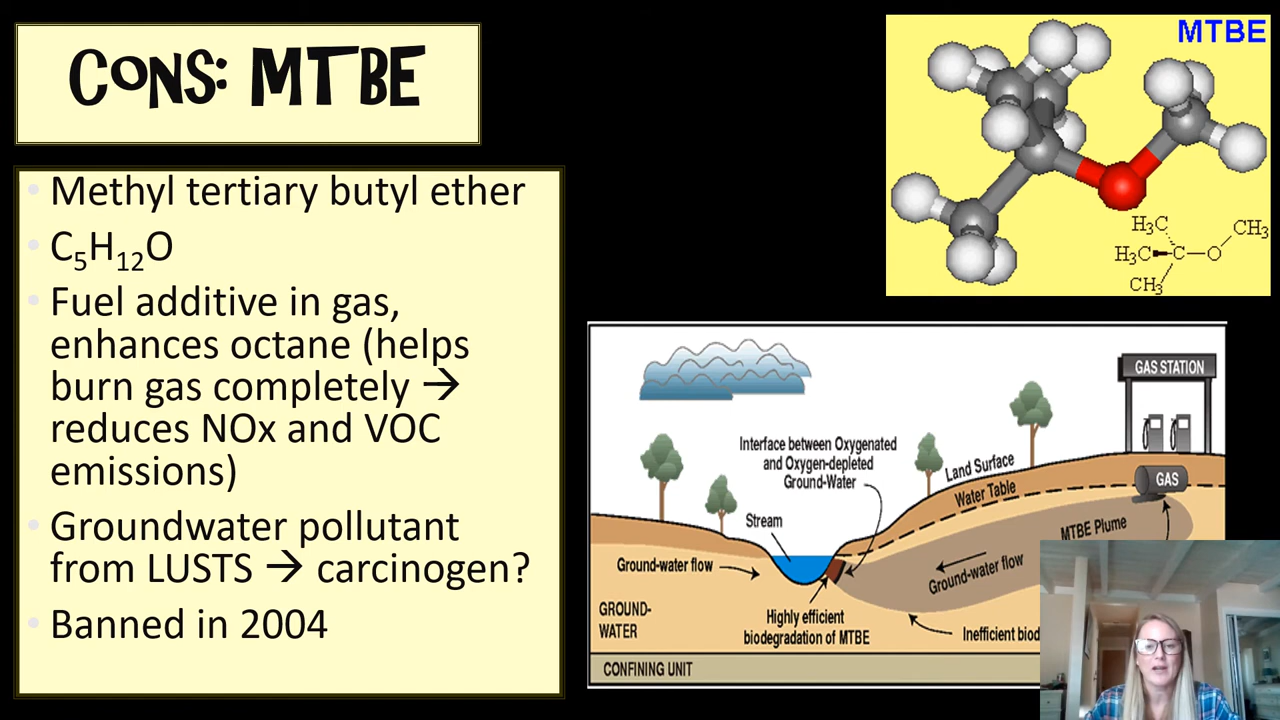 CONS: MTBE
• Methyl tertiary butyl ether
• C₅H₁₂O
• Fuel additive in gas,
enhances octane (helps
burn gas completely →
reduces NOx and VOC
emissions)
• Groundwater pollutant
from LUSTS → carcinogen?
• Banned in 2004
MTBE
H₃C
CH₃
H₃C
C
O
CH₃
GAS STATION
Interface between Oxygenated
and Oxygen-depleted
Ground-Water
Land Surface
Water Table
GAS
Stream
MTBE Plume
Ground-water flow
Ground-water flow
GROUND-
WATER
Highly efficient
biodegradation of MTBE
Inefficient
CONFINING UNIT